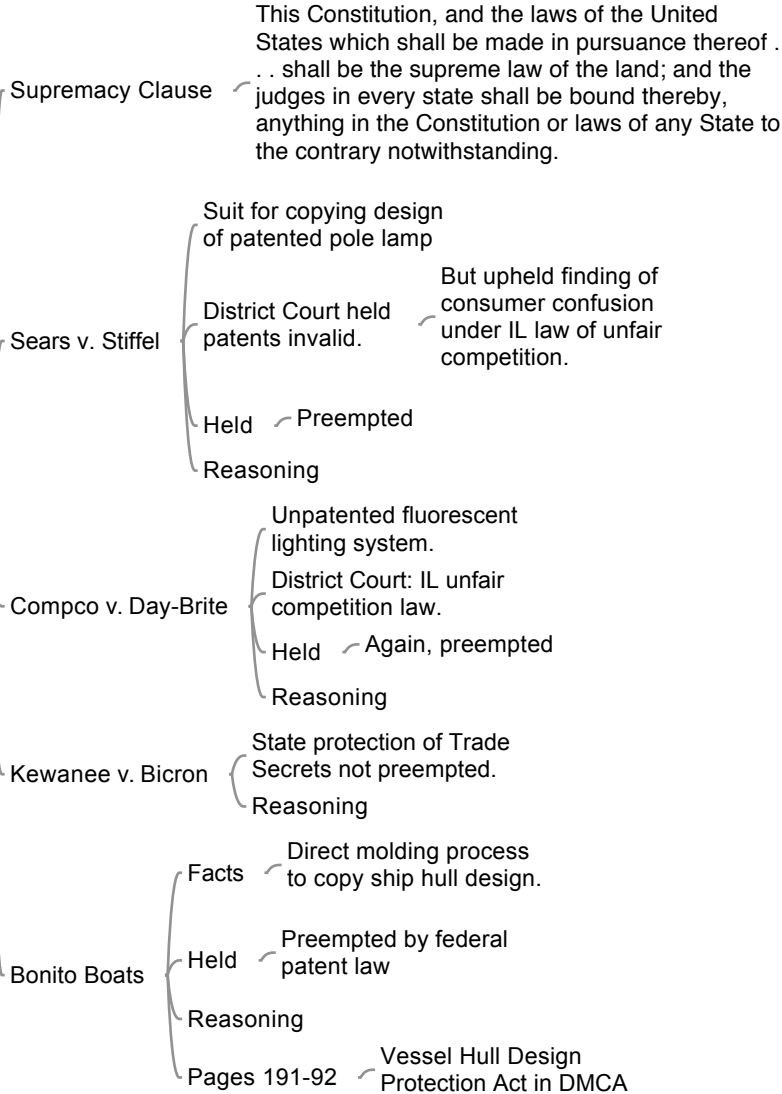 Supremacy Clause
This Constitution, and the laws of the United
States which shall be made in pursuance thereof .
. . shall be the supreme law of the land; and the
judges in every state shall be bound thereby,
anything in the Constitution or laws of any State to
the contrary notwithstanding.
Sears v. Stiffel
Suit for copying design
of patented pole lamp
District Court held
patents invalid.
But upheld finding of
consumer confusion
under IL law of unfair
competition.
Held
Preempted
Reasoning
Compco v. Day-Brite
Unpatented fluorescent
lighting system.
District Court: IL unfair
competition law.
Held
Again, preempted
Reasoning
Kewanee v. Bicron
State protection of Trade
Secrets not preempted.
Reasoning
Bonito Boats
Facts
Direct molding process
to copy ship hull design.
Held
Preempted by federal
patent law
Reasoning
Pages 191-92
Vessel Hull Design
Protection Act in DMCA